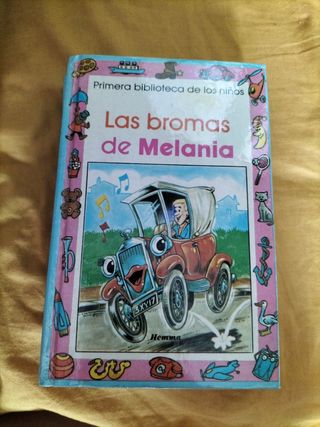 Primera biblioteca de los niños
Las bromas
de Melania
Hemma